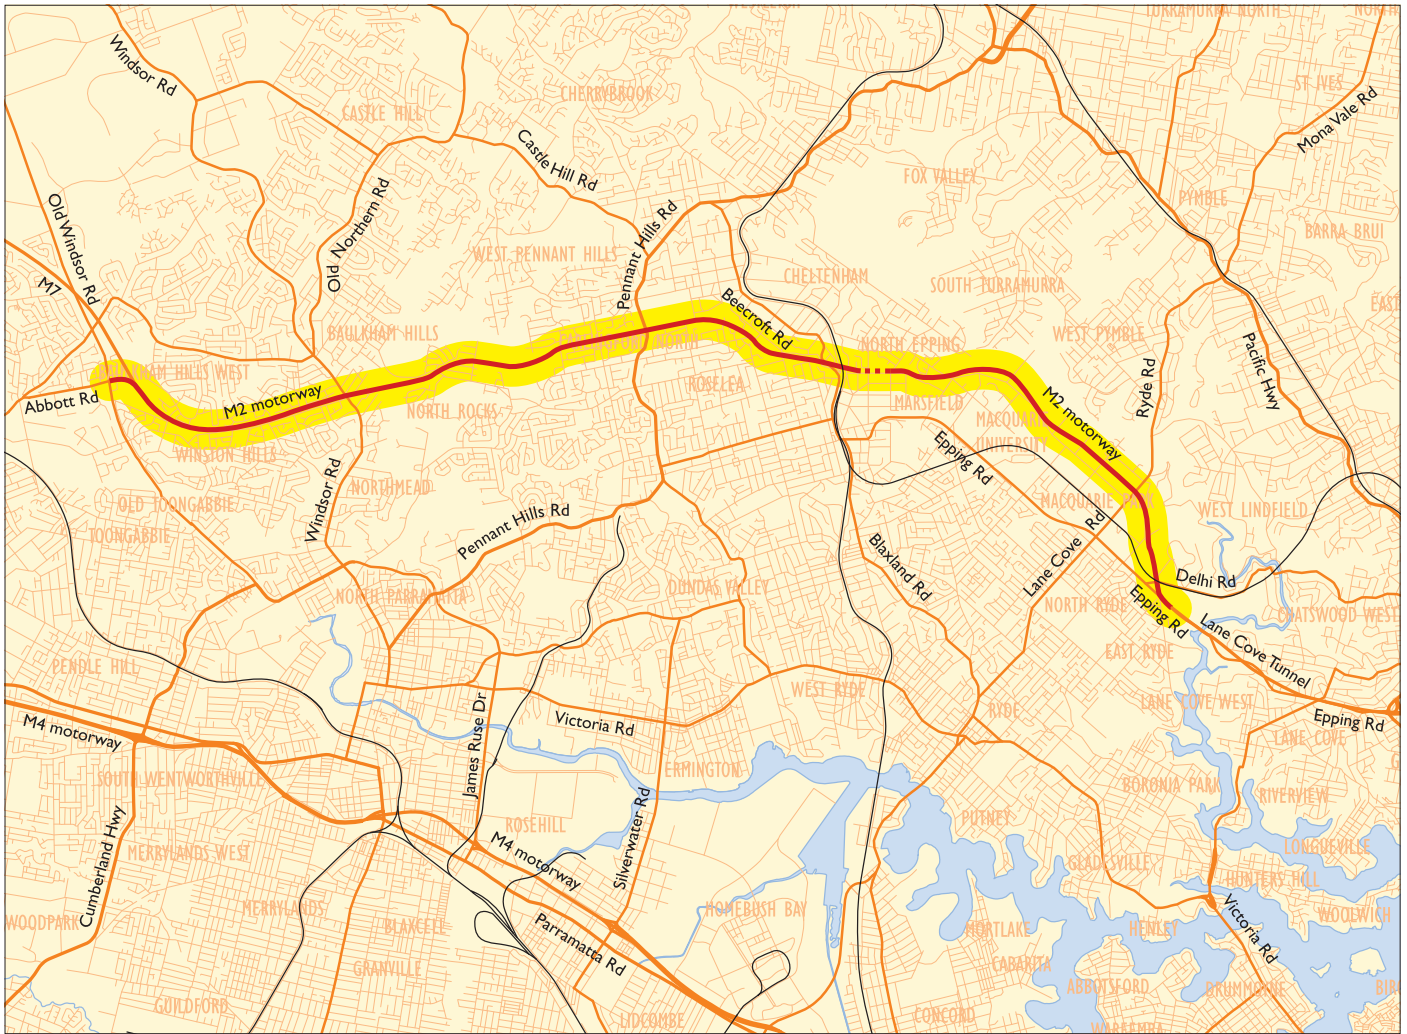 TURRAMURRA NORTH
Windsor Rd
CASTLE HILL
CHERRYBROOK
ST IVES
Mona Vale Rd
Castle Hill Rd
FOX VALLEY
PYMBLE
Old Windsor Rd
Old Northern Rd
Pennant Hills Rd
WEST PENNANT HILLS
BARRA BRUI
CHELTENHAM
SOUTH TURRAMURRA
M7
BAULKHAM HILLS
Beecroft Rd
NORTH EPPING
WEST PYMBLE
Pacific Hwy
BAULKHAM HILLS WEST
ROSELEA
Ryde Rd
Abbott Rd
M2 motorway
NORTH ROCKS
MARSFIELD
MACQUARIE
UNIVERSITY
M2 motorway
WINSTON HILLS
Epping Rd
Windsor Rd
NORTHMEAD
MACQUARIE PARK
OLD TOONGABBIE
TOONGABBIE
Pennant Hills Rd
WEST LINDFIELD
Lane Cove Rd
Blaxland Rd
DUNDAS VALLEY
Delhi Rd
NORTH PARRAMATTA
NORTH RYDE
Epping Rd
CHATSWOOD WEST
Lane Cove Tunnel
EAST RYDE
PENDLE HILL
WEST RYDE
LANE COVE WEST
RYDE
M4 motorway
Victoria Rd
Epping Rd
LANE COVE
James Ruse Dr
SOUTH WENTWORTHVILLE
ERMINGTON
BORONIA PARK
RIVERVIEW
Silverwater Rd
ROSEHILL
PUTNEY
Cumberland Hwy
MERRYLANDS WEST
M4 motorway
GLADESVILLE
LONGUEVILLE
HUNTERS HILL
MERRYLANDS
HOMEBUSH BAY
WOODPARK
BLAXCELL
Parramatta Rd
MORTLAKE
HENLEY
Victoria Rd
WOOLWICH
GRANVILLE
CABARITA
ABBOTSFORD
DRUMMOYNE
GUILDFORD
LIDCOMBE
CONCORD
WAREEMBA